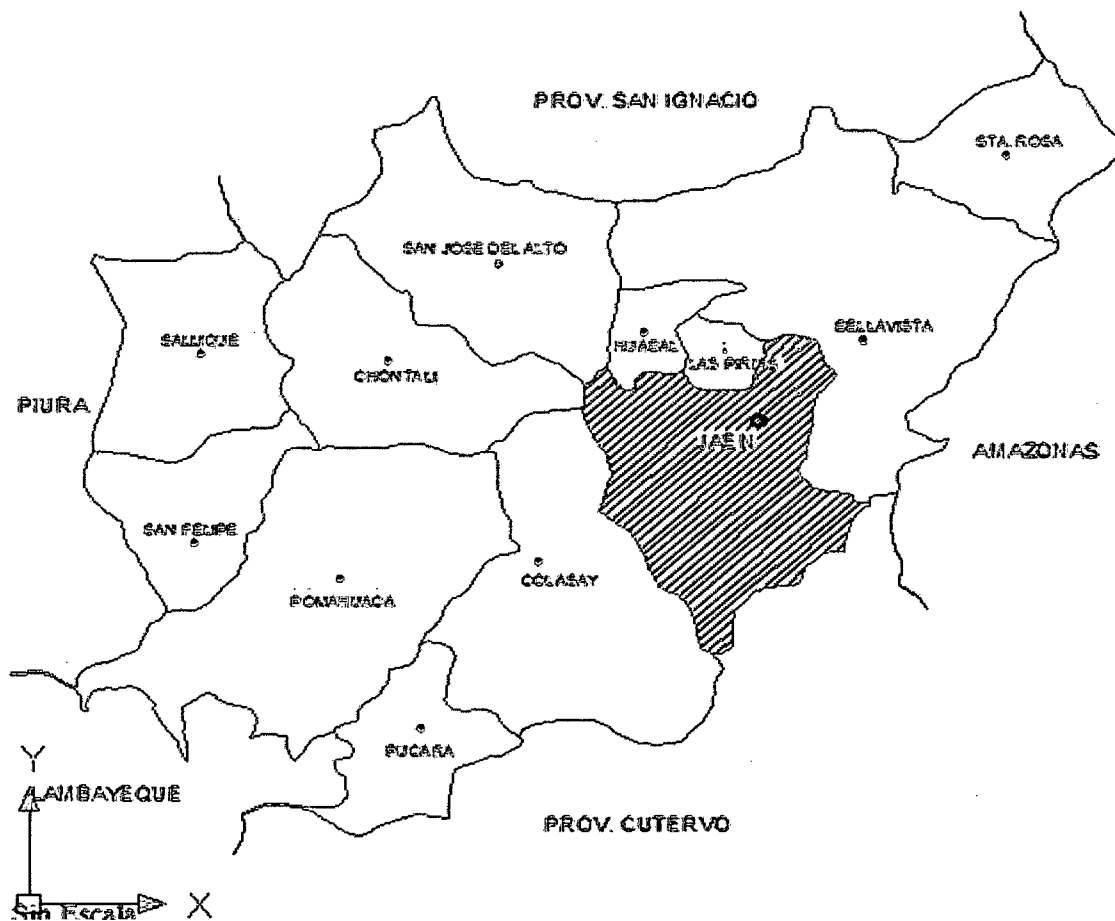 PROV. SAN IGNACIO
STA. ROSA
SAN JOSE DEL ALTO
SALLIQUE
CHONTALI
HUABAL
LAS PIRIAS
BELLAVISTA
PIURA
JAEN
AMAZONAS
SAN FELIPE
COLASAY
POMAHUACA
PUCARA
Y
LAMBAYEQUE
PROV. CUTERVO
X
Sin Escala